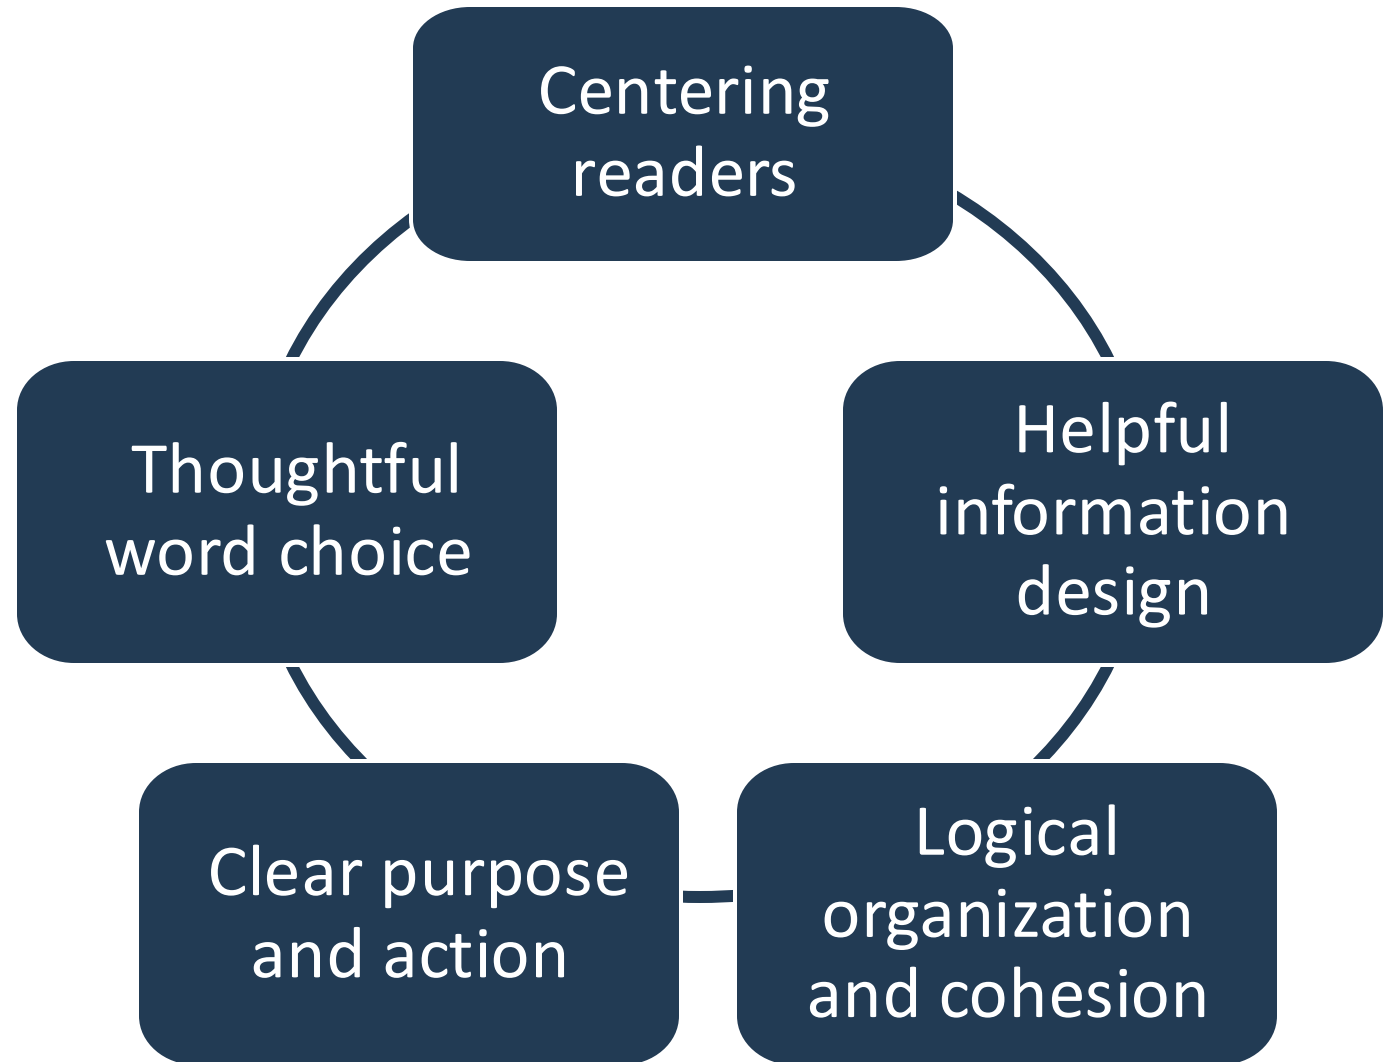 Centering
readers
Helpful
information
design
Logical
organization
and cohesion
Clear purpose
and action
Thoughtful
word choice